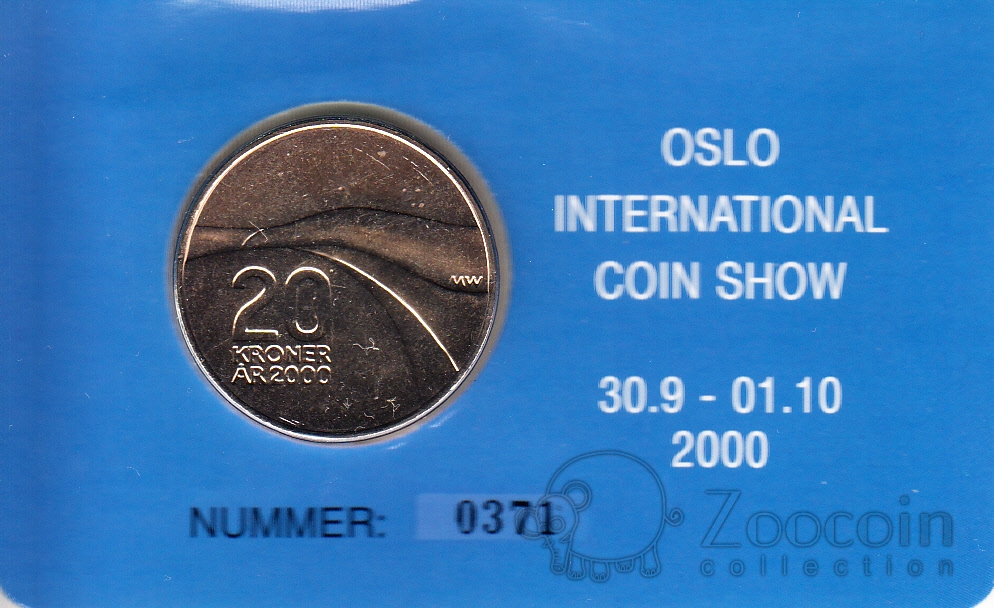 OSLO
INTERNATIONAL
COIN SHOW
30.9 - 01.10
2000
MW
20
KRONER
ÅR 2000
NUMMER: 0371
Zoocoin
collection